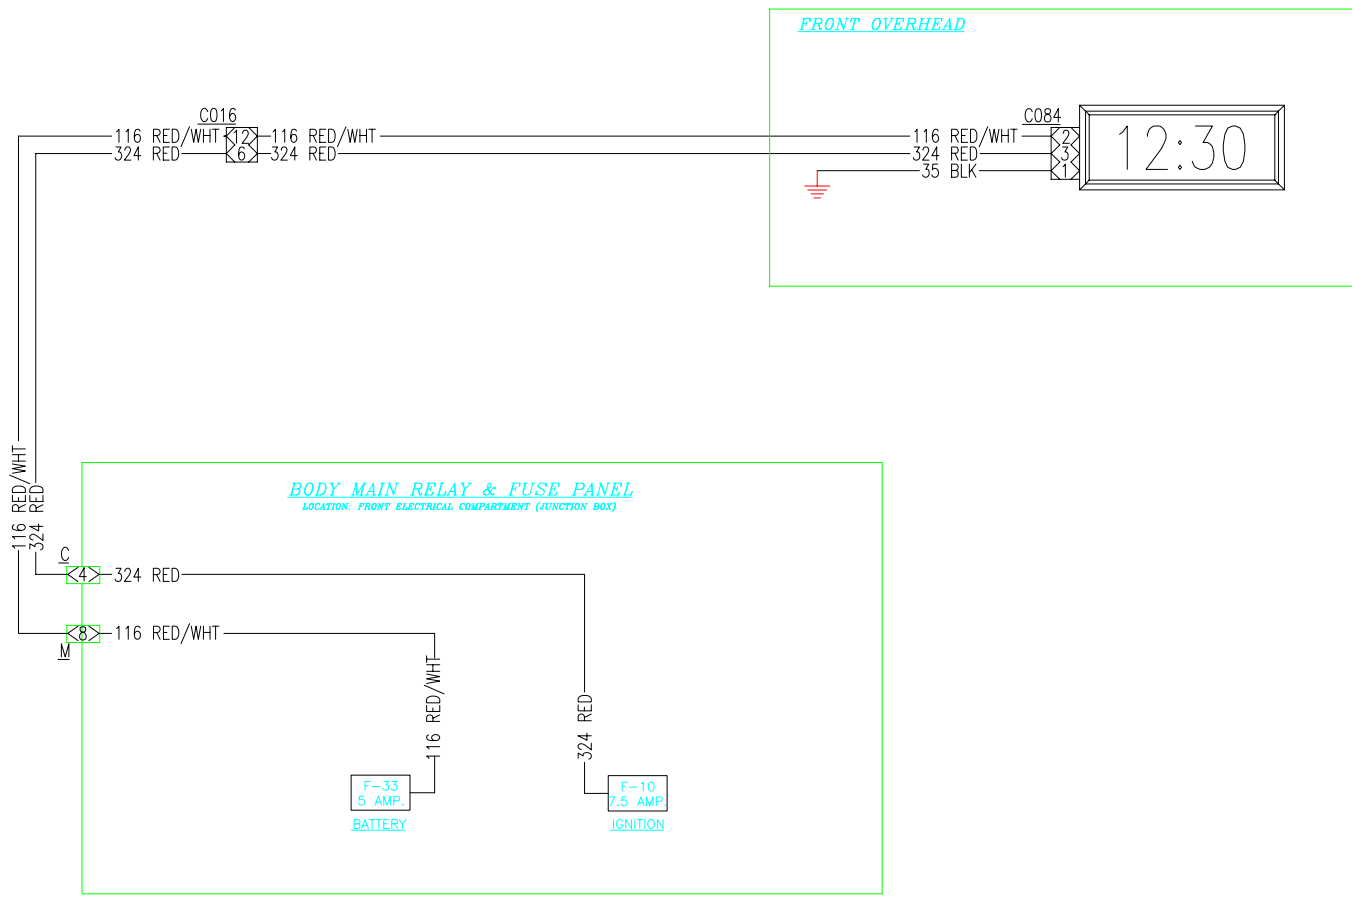 FRONT OVERHEAD
C016
C084
116 RED/WHT 12 116 RED/WHT 116 RED/WHT 2
324 RED 6 324 RED 324 RED 3
35 BLK 1
12:30
116 RED/WHT
324 RED
BODY MAIN RELAY & FUSE PANEL
LOCATION: FRONT ELECTRICAL COMPARTMENT (JUNCTION BOX)
C
4 324 RED
8 116 RED/WHT
M
116 RED/WHT
324 RED
F-33
5 AMP.
BATTERY
F-10
7.5 AMP.
IGNITION